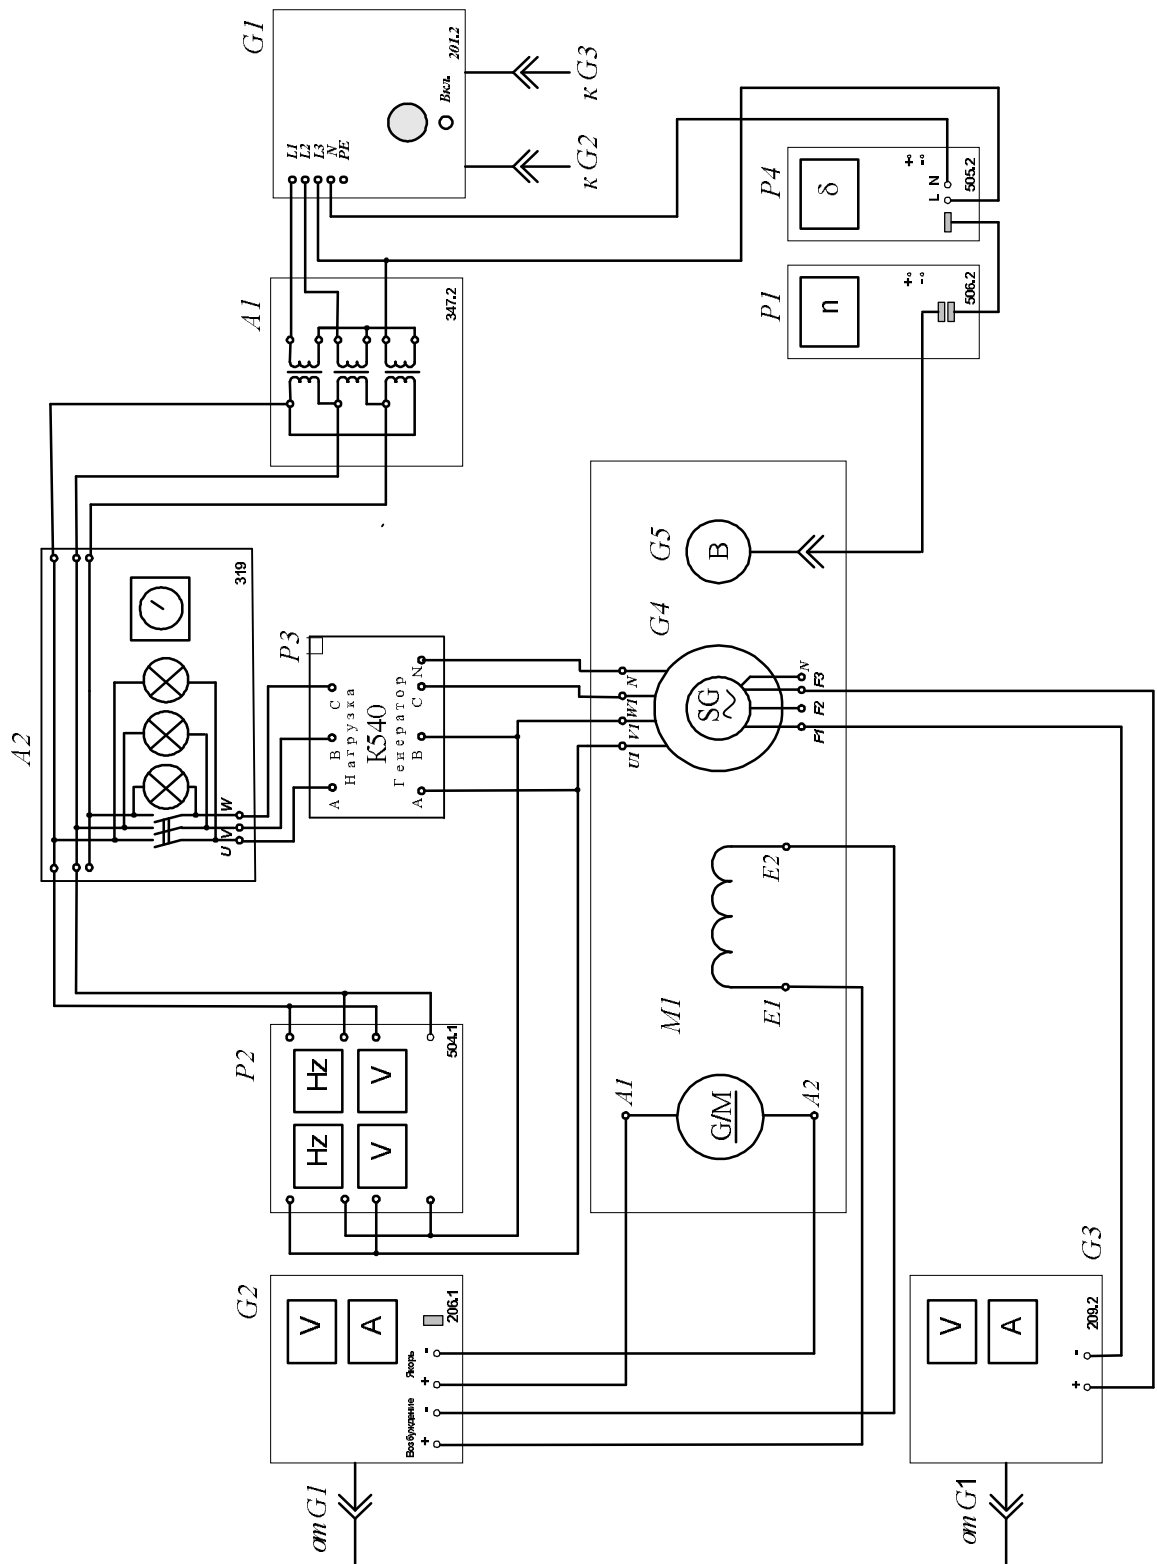 G1
L1
L2
L3
N
PE
Вкл.
201.2
к G2
к G3
A1
347.2
P4
δ
+
-
L N
505.2
P1
n
+
-
506.2
A2
319
U V W
P3
A B C
Нагрузка
К540
Генератор
A B C N
G4
G5
B
SG
U1 V1 W1 N
F1 F2 F3 N
M1
E1
E2
A1
G/M
A2
P2
Hz Hz
V V
504.1
G2
V
A
Возбуждение Якорь
+ - + -
206.1
от G1
G3
V
A
+ -
209.2
от G1